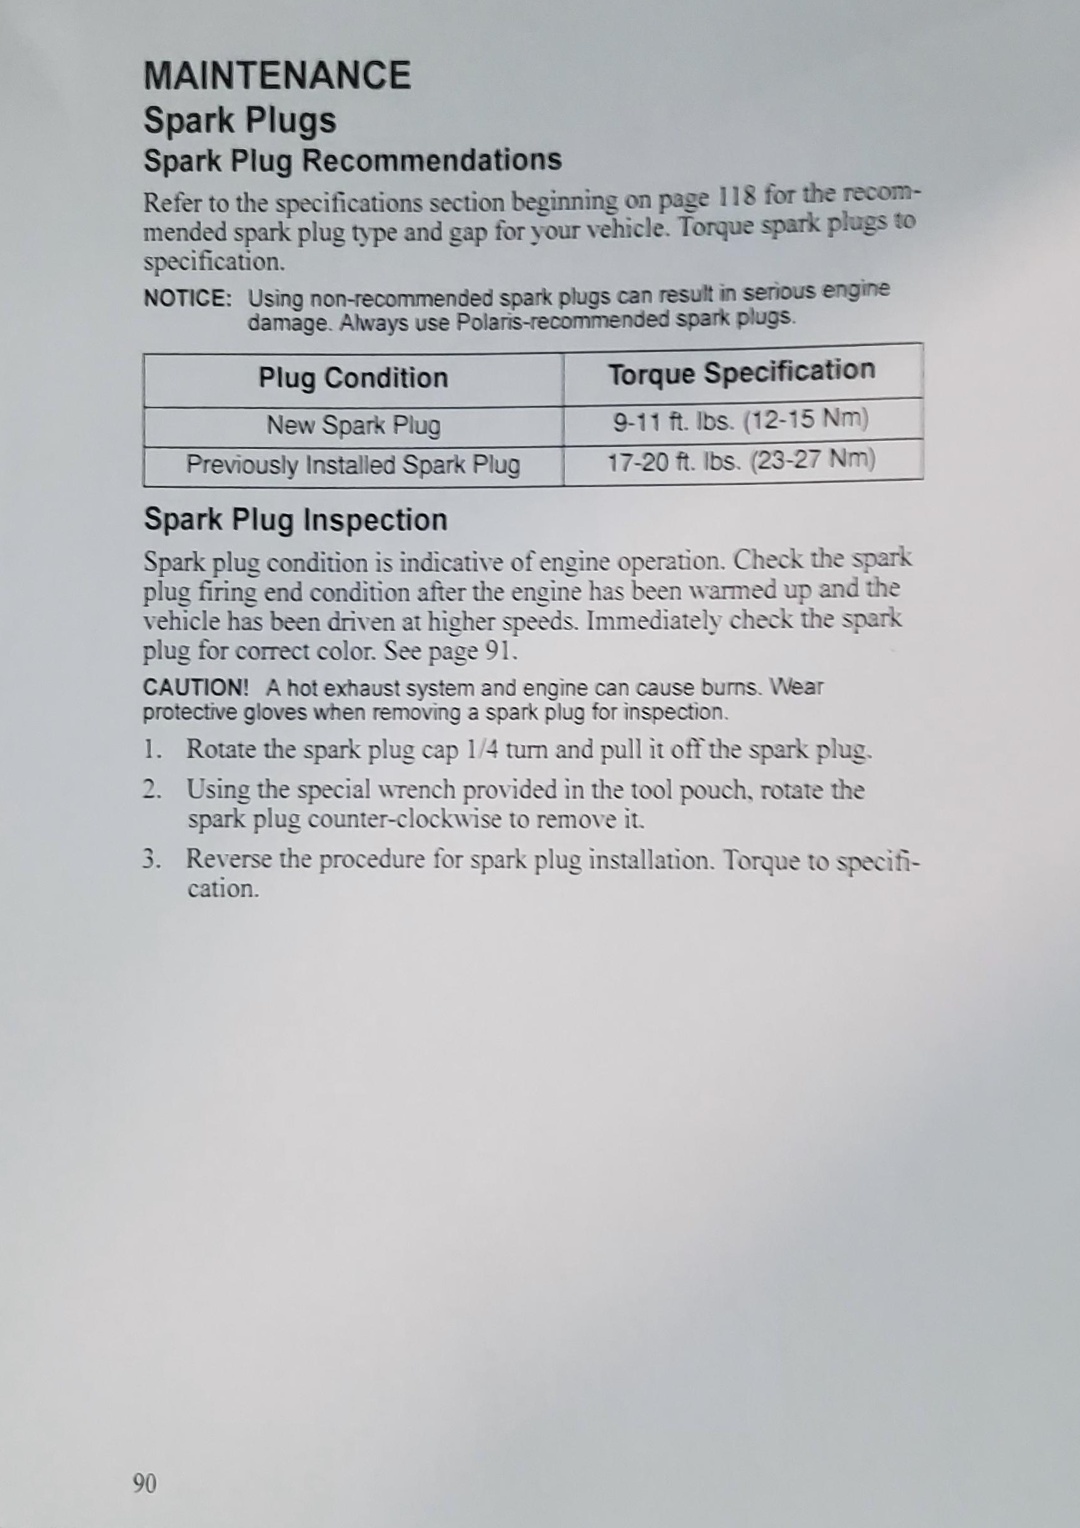 MAINTENANCE
Spark Plugs
Spark Plug Recommendations
Refer to the specifications section beginning on page 118 for the recom-
mended spark plug type and gap for your vehicle. Torque spark plugs to
specification.
NOTICE: Using non-recommended spark plugs can result in serious engine
damage. Always use Polaris-recommended spark plugs.
Plug Condition Torque Specification
New Spark Plug 9-11 ft. lbs. (12-15 Nm)
Previously Installed Spark Plug 17-20 ft. lbs. (23-27 Nm)
Spark Plug Inspection
Spark plug condition is indicative of engine operation. Check the spark
plug firing end condition after the engine has been warmed up and the
vehicle has been driven at higher speeds. Immediately check the spark
plug for correct color. See page 91.
CAUTION! A hot exhaust system and engine can cause burns. Wear
protective gloves when removing a spark plug for inspection.
1. Rotate the spark plug cap 1/4 turn and pull it off the spark plug.
2. Using the special wrench provided in the tool pouch, rotate the
spark plug counter-clockwise to remove it.
3. Reverse the procedure for spark plug installation. Torque to specifi-
cation.
90